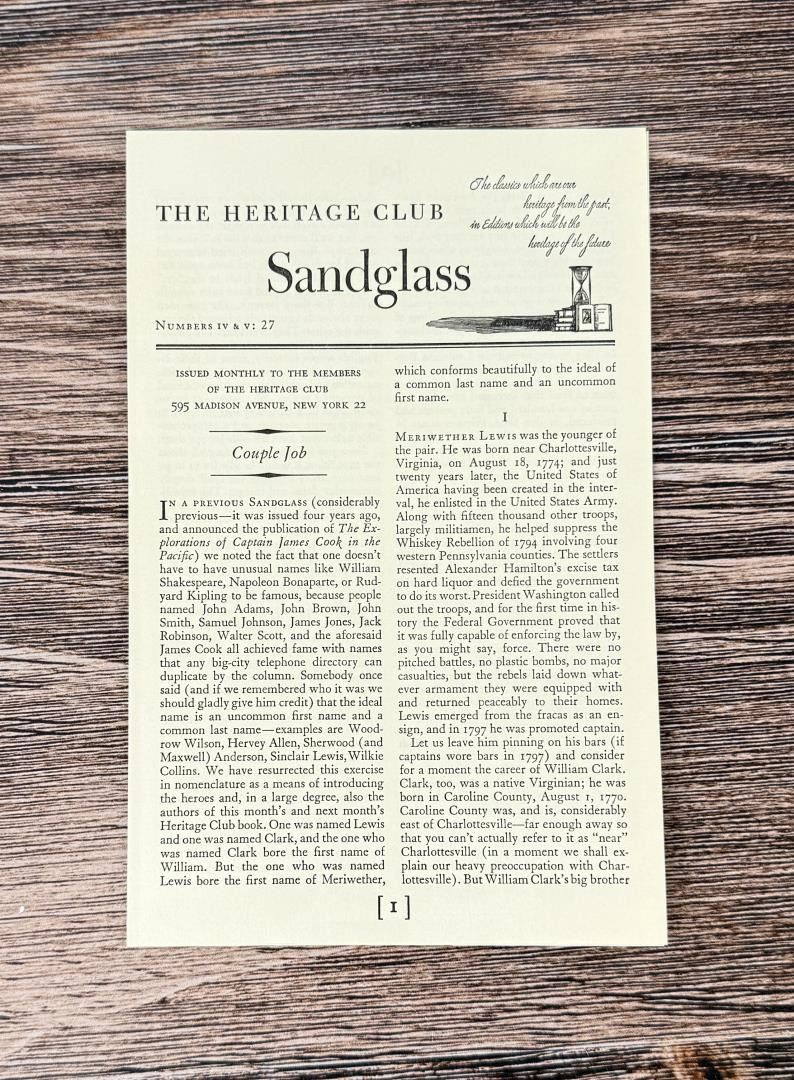 THE HERITAGE CLUB
The classics which are our
heritage from the past,
in Editions which will be the
heritage of the future
Sandglass
NUMBERS IV & V: 27
ISSUED MONTHLY TO THE MEMBERS
OF THE HERITAGE CLUB
595 MADISON AVENUE, NEW YORK 22
Couple Job
IN A PREVIOUS SANDGLASS (considerably
previous—it was issued four years ago,
and announced the publication of The Ex-
plorations of Captain James Cook in the
Pacific) we noted the fact that one doesn't
have to have unusual names like William
Shakespeare, Napoleon Bonaparte, or Rud-
yard Kipling to be famous, because people
named John Adams, John Brown, John
Smith, Samuel Johnson, James Jones, Jack
Robinson, Walter Scott, and the aforesaid
James Cook all achieved fame with names
that any big-city telephone directory can
duplicate by the column. Somebody once
said (and if we remembered who it was we
should gladly give him credit) that the ideal
name is an uncommon first name and a
common last name—examples are Wood-
row Wilson, Hervey Allen, Sherwood (and
Maxwell) Anderson, Sinclair Lewis, Wilkie
Collins. We have resurrected this exercise
in nomenclature as a means of introducing
the heroes and, in a large degree, also the
authors of this month's and next month's
Heritage Club book. One was named Lewis
and one was named Clark, and the one who
was named Clark bore the first name of
William. But the one who was named
Lewis bore the first name of Meriwether,
which conforms beautifully to the ideal of
a common last name and an uncommon
first name.
I
MERIWETHER LEWIS was the younger of
the pair. He was born near Charlottesville,
Virginia, on August 18, 1774; and just
twenty years later, the United States of
America having been created in the inter-
val, he enlisted in the United States Army.
Along with fifteen thousand other troops,
largely militiamen, he helped suppress the
Whiskey Rebellion of 1794 involving four
western Pennsylvania counties. The settlers
resented Alexander Hamilton's excise tax
on hard liquor and defied the government
to do its worst. President Washington called
out the troops, and for the first time in his-
tory the Federal Government proved that
it was fully capable of enforcing the law by,
as you might say, force. There were no
pitched battles, no plastic bombs, no major
casualties, but the rebels laid down what-
ever armament they were equipped with
and returned peaceably to their homes.
Lewis emerged from the fracas as an en-
sign, and in 1797 he was promoted captain.
Let us leave him pinning on his bars (if
captains wore bars in 1797) and consider
for a moment the career of William Clark.
Clark, too, was a native Virginian; he was
born in Caroline County, August 1, 1770.
Caroline County was, and is, considerably
east of Charlottesville—far enough away so
that you can't actually refer to it as "near"
Charlottesville (in a moment we shall ex-
plain our heavy preoccupation with Char-
lottesville). But William Clark's big brother
[ I ]